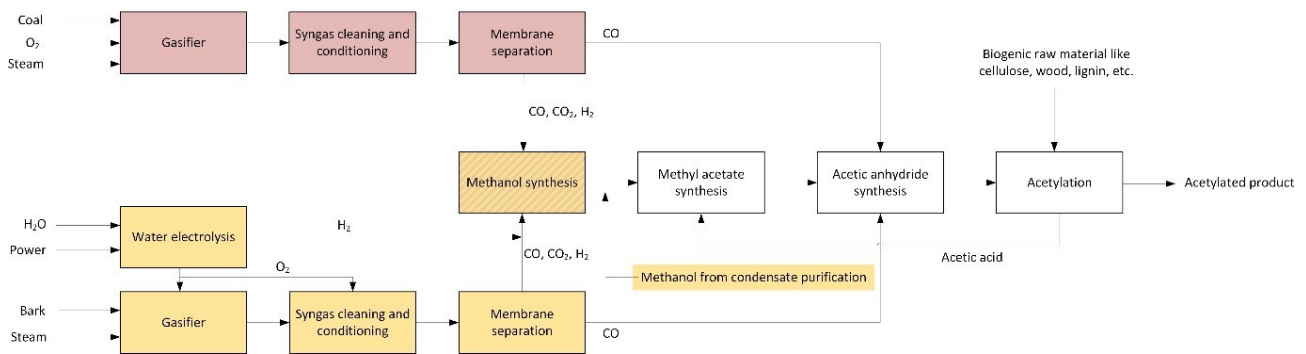 Coal
O₂
Steam
Gasifier
Syngas cleaning and
conditioning
Membrane
separation
CO
Biogenic raw material like
cellulose, wood, lignin, etc.
CO, CO₂, H₂
Methanol synthesis
Methyl acetate
synthesis
Acetic anhydride
synthesis
Acetylation
Acetylated product
H₂O
Power
Water electrolysis
H₂
O₂
CO, CO₂, H₂
Acetic acid
Methanol from condensate purification
Bark
Steam
Gasifier
Syngas cleaning and
conditioning
Membrane
separation
CO